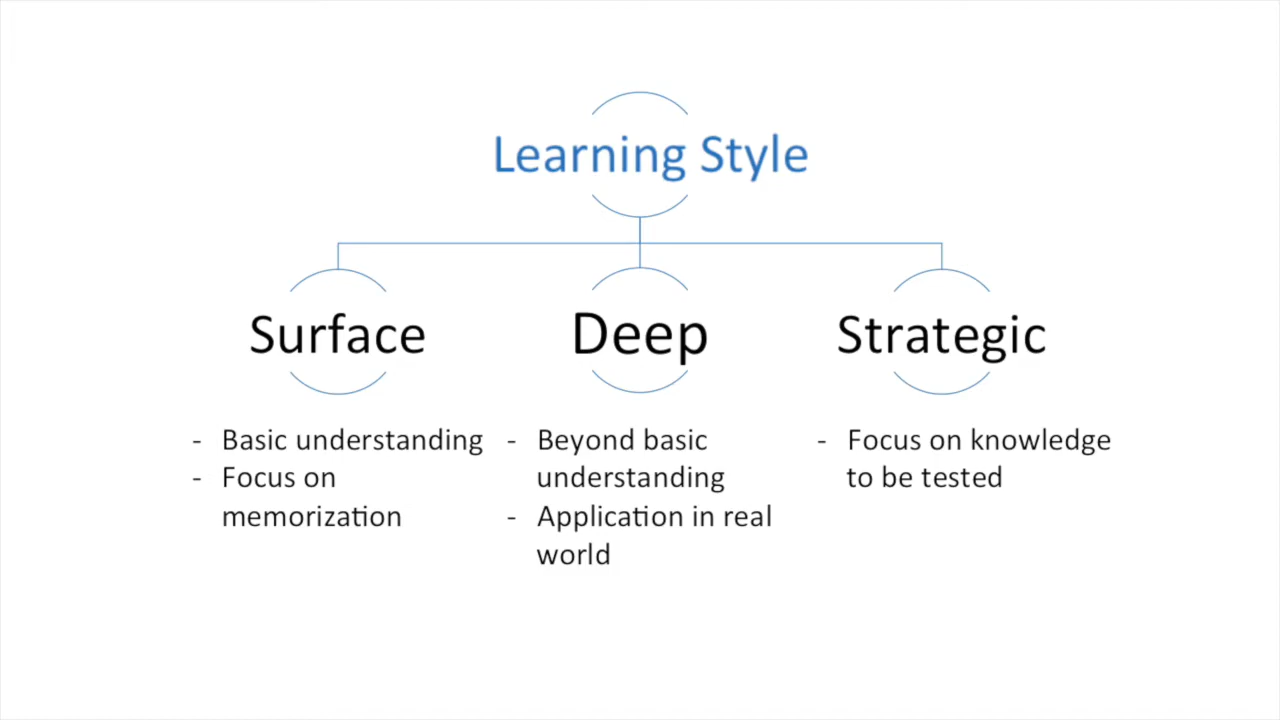 Learning Style
Surface
Deep
Strategic
- Basic understanding
- Focus on
memorization
- Beyond basic
understanding
- Application in real
world
- Focus on knowledge
to be tested